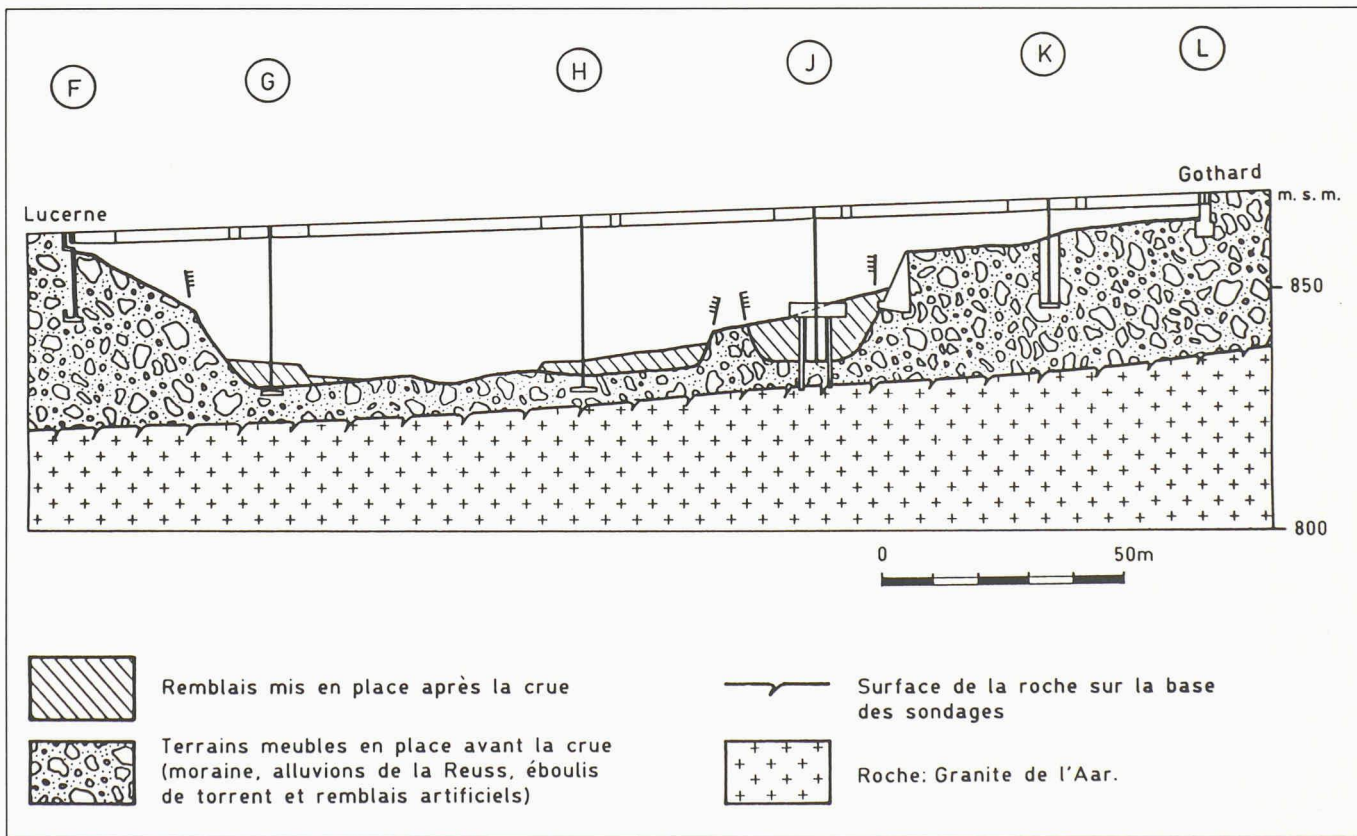 F
G
H
J
K
L
Lucerne
Gothard
m. s. m.
850
800
0
50m
Remblais mis en place après la crue
Terrains meubles en place avant la crue
(moraine, alluvions de la Reuss, éboulis
de torrent et remblais artificiels)
Surface de la roche sur la base
des sondages
Roche: Granite de l'Aar.